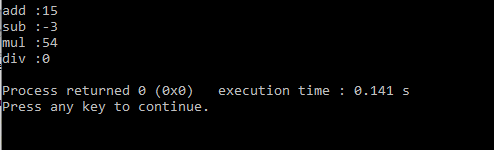 add :15
sub :-3
mul :54
div :0
Process returned 0 (0x0)   execution time : 0.141 s
Press any key to continue.